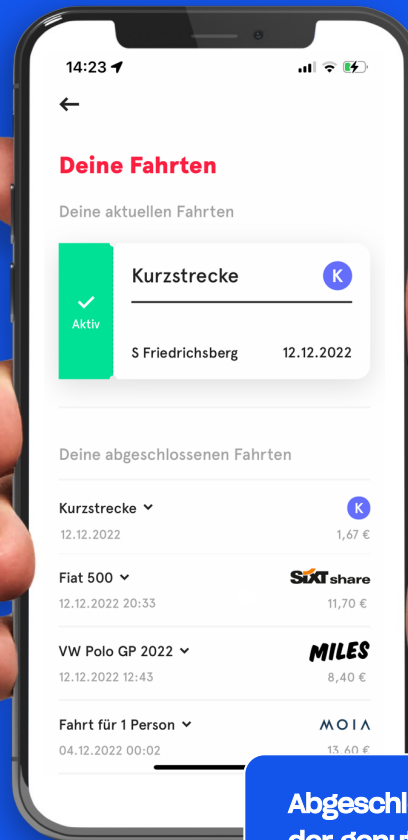 14:23
Deine Fahrten
Deine aktuellen Fahrten
Kurzstrecke K
Aktiv
S Friedrichsberg 12.12.2022
Deine abgeschlossenen Fahrten
Kurzstrecke K
12.12.2022 1,67 €
Fiat 500 SIXT share
12.12.2022 20:33 11,70 €
VW Polo GP 2022 MILES
12.12.2022 12:43 8,40 €
Fahrt für 1 Person MOIA
04.12.2022 00:02 13,60 €
Abgeschl
der genu